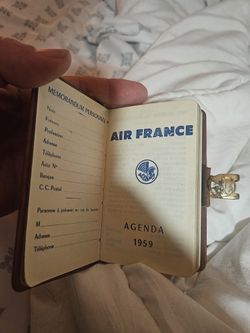 MEMORANDUM PERSONNEL
Nom
Prénoms
Profession
Adresse
Téléphone
Auto N°
Banque
C.C. Postal
Personne à prévenir en cas de besoin
M
Adresse
Téléphone
AIR FRANCE
AGENDA
1959